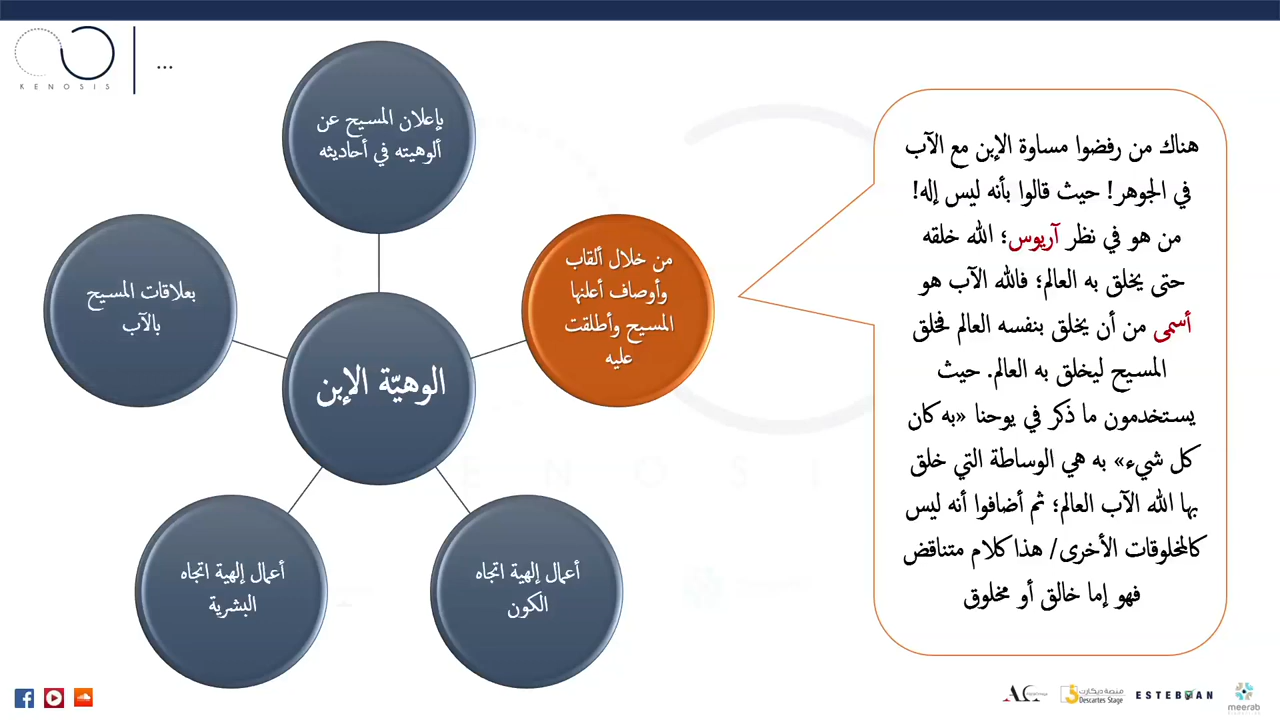 KENOSIS
...
بإعلان المسيح عن
ألوهيته في أحاديثه
من خلال ألقاب
وأوصاف أعلنها
المسيح وأطلقت
عليه
بعلاقات المسيح
بالآب
الوهيّة الإبن
أعمال إلهية اتجاه
البشرية
أعمال إلهية اتجاه
الكون
هناك من رفضوا مساوة الإبن مع الآب
في الجوهر! حيث قالوا بأنه ليس إله!
من هو في نظر آريوس؛ الله خلقه
حتى يخلق به العالم؛ فالله الآب هو
أسمى من أن يخلق بنفسه العالم فخلق
المسيح ليخلق به العالم. حيث
يستخدمون ما ذكر في يوحنا «به كان
كل شيء» به هي الوساطة التي خلق
بها الله الآب العالم؛ ثم أضافوا أنه ليس
كالمخلوقات الأخرى/ هذا كلام متناقض
فهو إما خالق أو مخلوق
AC
منصة ديكارت
Descartes Stage
ESTEBVAN
meerab